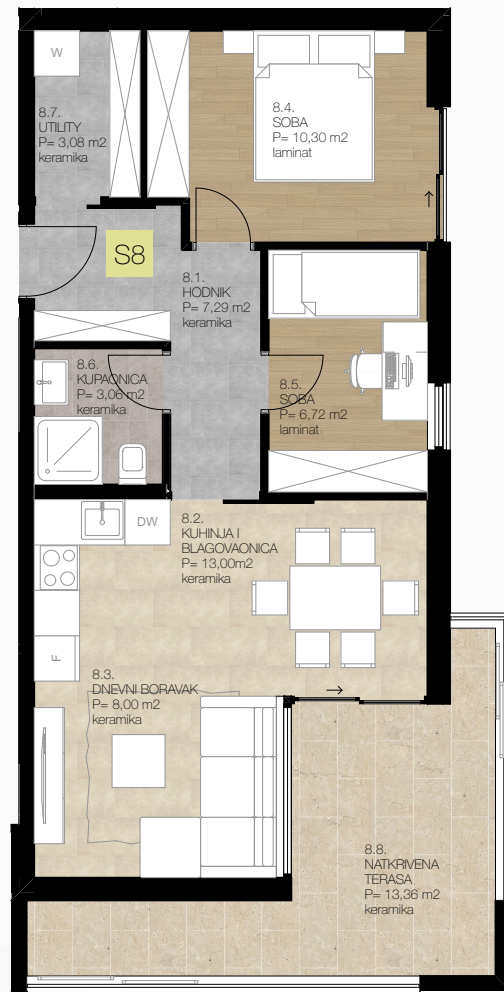 W
8.7.
UTILITY
P= 3,08 m2
keramika
8.4.
SOBA
P= 10,30 m2
laminat
S8
8.1.
HODNIK
P= 7,29 m2
keramika
8.6.
KUPAONICA
P= 3,06 m2
keramika
8.5.
SOBA
P= 6,72 m2
laminat
DW
8.2.
KUHINJA I
BLAGOVAONICA
P= 13,00m2
keramika
F
8.3.
DNEVNI BORAVAK
P= 8,00 m2
keramika
8.8.
NATKRIVENA
TERASA
P= 13,36 m2
keramika